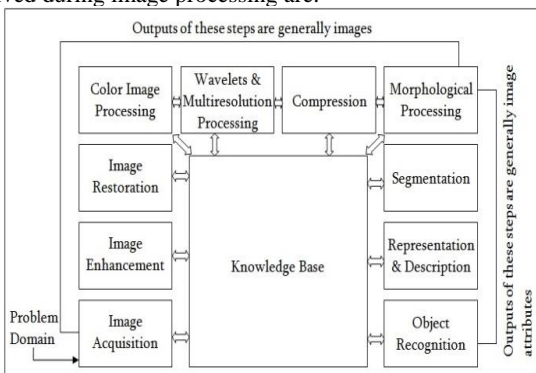 during image processing are:
Outputs of these steps are generally images
Color Image
Processing
Wavelets &
Multiresolution
Processing
Compression
Morphological
Processing
Image
Restoration
Segmentation
Image
Enhancement
Knowledge Base
Representation
& Description
Problem
Domain
Image
Acquisition
Object
Recognition
Outputs of these steps are generally image
attributes